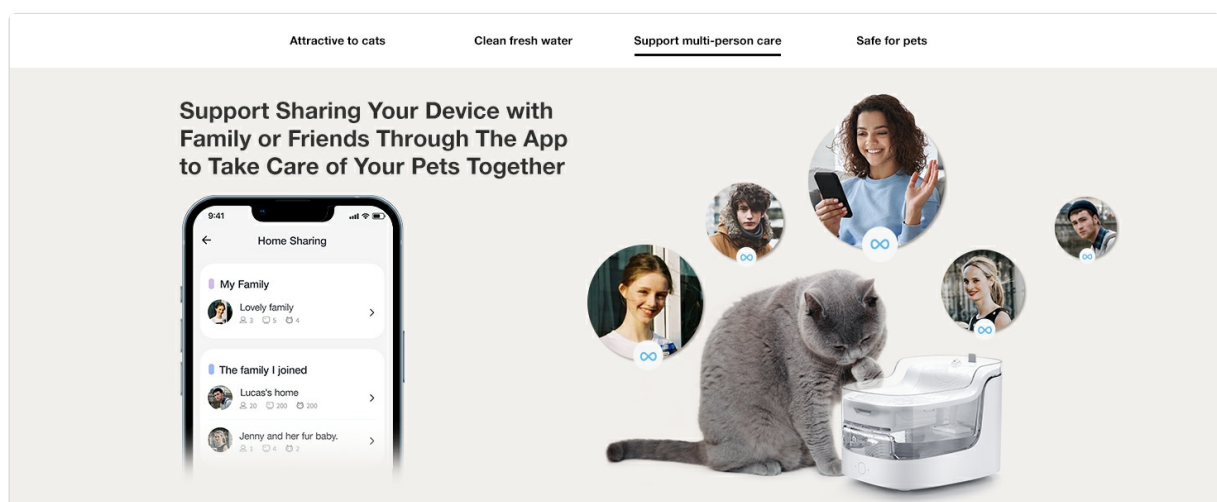 Attractive to cats
Clean fresh water
Support multi-person care
Safe for pets
Support Sharing Your Device with
Family or Friends Through The App
to Take Care of Your Pets Together
9:41
Home Sharing
My Family
Lovely family
3 5 4
The family I joined
Lucas's home
20 200 200
Jenny and her fur baby.
1 4 2